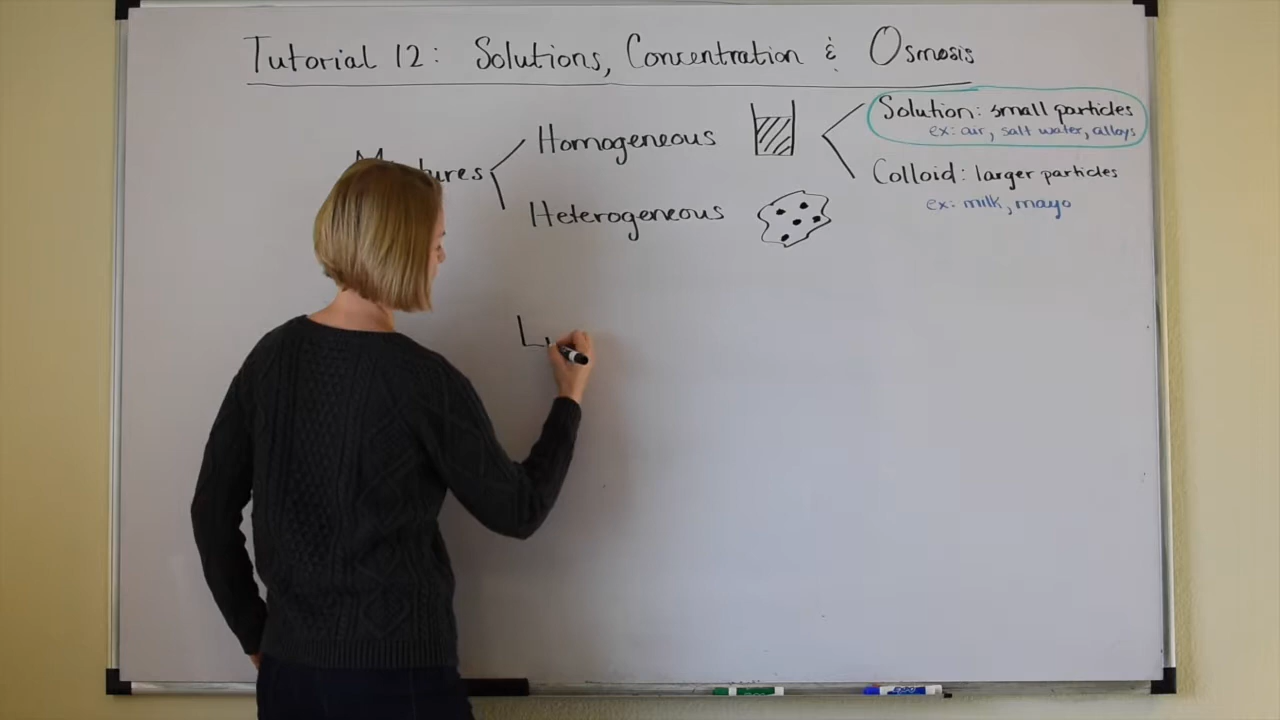 Tutorial 12: Solutions, Concentration & Osmosis
Solution: small particles
ex: air, salt water, alloys
Homogeneous
Colloid: larger particles
ex: milk, mayo
Heterogeneous